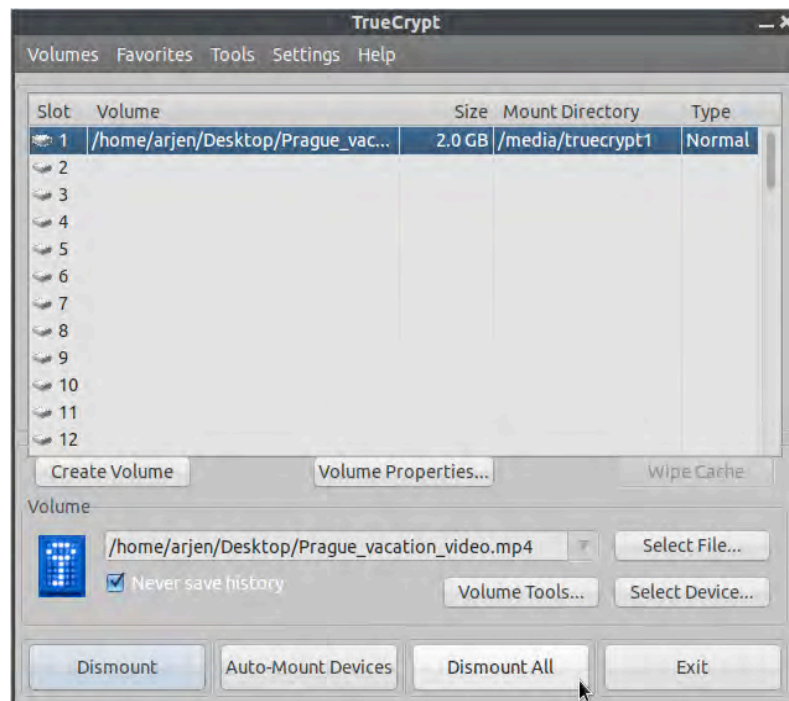 TrueCrypt
Volumes Favorites Tools Settings Help
Slot Volume Size Mount Directory Type
1 /home/arjen/Desktop/Prague_vac... 2.0 GB /media/truecrypt1 Normal
2
3
4
5
6
7
8
9
10
11
12
Create Volume Volume Properties... Wipe Cache
Volume
/home/arjen/Desktop/Prague_vacation_video.mp4 Select File...
Never save history Volume Tools... Select Device...
Dismount Auto-Mount Devices Dismount All Exit